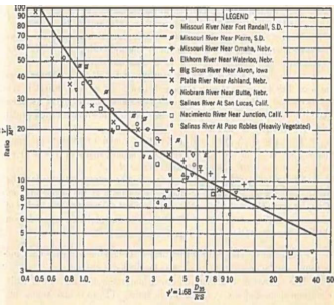 LEGEND
Missouri River Near Fort Randall, S.D.
Missouri River Near Pierre, S.D.
Missouri River Near Omaha, Nebr.
Elkhorn River Near Waterloo, Nebr.
Big Sioux River Near Akron, Iowa
Platte River Near Ashland, Nebr.
Niobrara River Near Butte, Nebr.
Salinas River At San Lucas, Calif.
Nacimiento River Near Junction, Calif.
Salinas River At Paso Robles (Heavily Vegetated)
100
80
60
50
40
30
20
10
9
8
7
6
5
4
3
Ratio
0.4 0.5 0.6 0.8 1.0 2 3 4 5 6 7 8 9 10 20 30 40 50